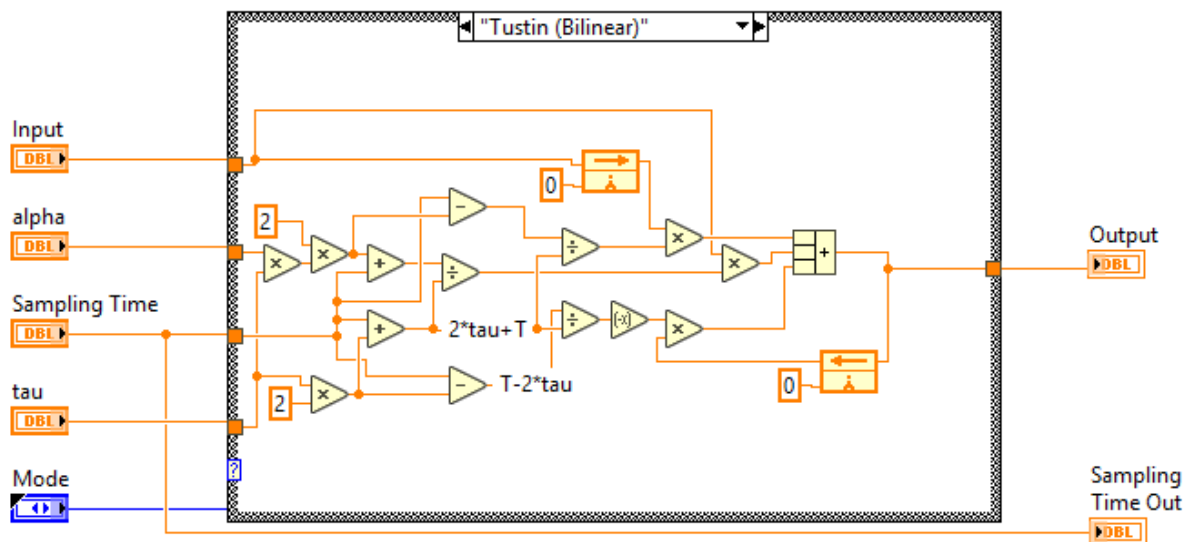 "Tustin (Bilinear)"
Input
DBL
0
alpha
2
DBL
−
×
÷
×
Output
×
+
÷
×
+
DBL
Sampling Time
DBL
+
2*tau+T
÷
(-x)
×
tau
2
×
−
T-2*tau
0
DBL
?
Mode
Sampling
Time Out
DBL